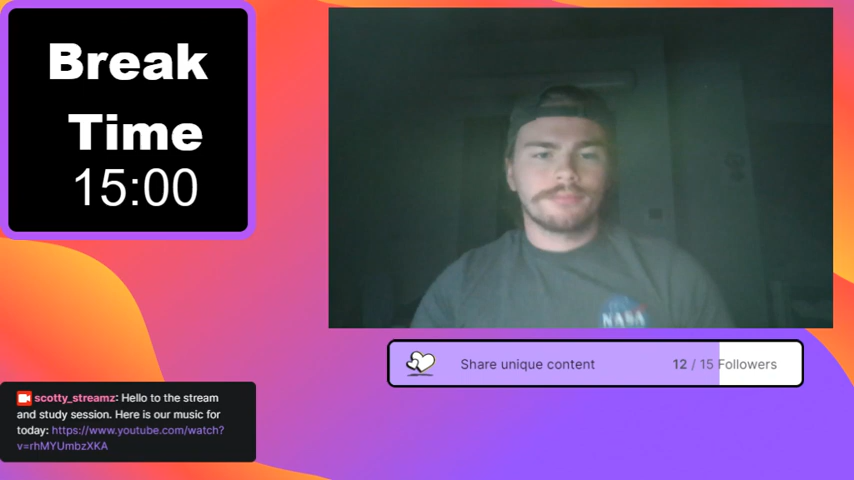 Break
Time
15:00
NASA
Share unique content 12 / 15 Followers
scotty_streamz: Hello to the stream
and study session. Here is our music for
today: https://www.youtube.com/watch?
v=rhMYUmbzXKA